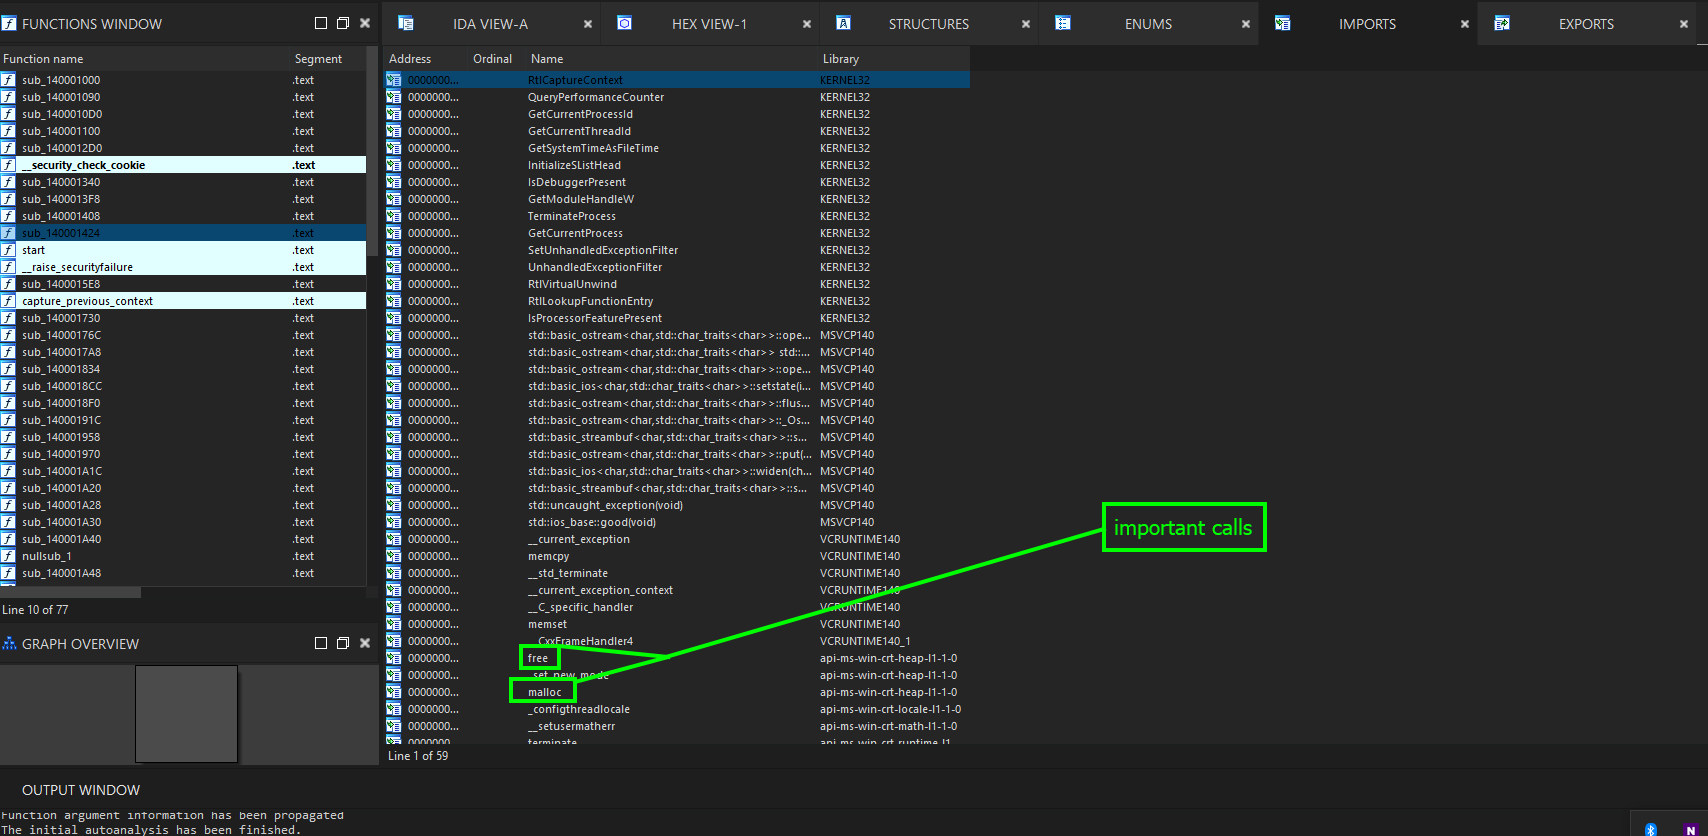 FUNCTIONS WINDOW
IDA VIEW-A
HEX VIEW-1
STRUCTURES
ENUMS
IMPORTS
EXPORTS
Function name Segment
sub_140001000 .text
sub_140001090 .text
sub_1400010D0 .text
sub_140001100 .text
sub_1400012D0 .text
__security_check_cookie .text
sub_140001340 .text
sub_1400013F8 .text
sub_140001408 .text
sub_140001424 .text
start .text
__raise_securityfailure .text
sub_1400015E8 .text
capture_previous_context .text
sub_140001730 .text
sub_14000176C .text
sub_1400017A8 .text
sub_140001834 .text
sub_1400018CC .text
sub_1400018F0 .text
sub_14000191C .text
sub_140001958 .text
sub_140001970 .text
sub_140001A1C .text
sub_140001A20 .text
sub_140001A28 .text
sub_140001A30 .text
sub_140001A40 .text
nullsub_1 .text
sub_140001A48 .text
Line 10 of 77
GRAPH OVERVIEW
Address Ordinal Name Library
0000000... RtlCaptureContext KERNEL32
0000000... QueryPerformanceCounter KERNEL32
0000000... GetCurrentProcessId KERNEL32
0000000... GetCurrentThreadId KERNEL32
0000000... GetSystemTimeAsFileTime KERNEL32
0000000... InitializeSListHead KERNEL32
0000000... IsDebuggerPresent KERNEL32
0000000... GetModuleHandleW KERNEL32
0000000... TerminateProcess KERNEL32
0000000... GetCurrentProcess KERNEL32
0000000... SetUnhandledExceptionFilter KERNEL32
0000000... UnhandledExceptionFilter KERNEL32
0000000... RtlVirtualUnwind KERNEL32
0000000... RtlLookupFunctionEntry KERNEL32
0000000... IsProcessorFeaturePresent KERNEL32
0000000... std::basic_ostream<char,std::char_traits<char>>::ope... MSVCP140
0000000... std::basic_ostream<char,std::char_traits<char>> std::... MSVCP140
0000000... std::basic_ostream<char,std::char_traits<char>>::ope... MSVCP140
0000000... std::basic_ios<char,std::char_traits<char>>::setstate(i... MSVCP140
0000000... std::basic_ostream<char,std::char_traits<char>>::flus... MSVCP140
0000000... std::basic_ostream<char,std::char_traits<char>>::_Os... MSVCP140
0000000... std::basic_streambuf<char,std::char_traits<char>>::s... MSVCP140
0000000... std::basic_ostream<char,std::char_traits<char>>::put(... MSVCP140
0000000... std::basic_ios<char,std::char_traits<char>>::widen(ch... MSVCP140
0000000... std::basic_streambuf<char,std::char_traits<char>>::s... MSVCP140
0000000... std::uncaught_exception(void) MSVCP140
0000000... std::ios_base::good(void) MSVCP140
0000000... __current_exception VCRUNTIME140
0000000... memcpy VCRUNTIME140
0000000... __std_terminate VCRUNTIME140
0000000... __current_exception_context VCRUNTIME140
0000000... __C_specific_handler VCRUNTIME140
0000000... memset VCRUNTIME140
0000000... __CxxFrameHandler4 VCRUNTIME140_1
0000000... free api-ms-win-crt-heap-l1-1-0
0000000... _set_new_mode api-ms-win-crt-heap-l1-1-0
0000000... malloc api-ms-win-crt-heap-l1-1-0
0000000... _configthreadlocale api-ms-win-crt-locale-l1-1-0
0000000... __setusermatherr api-ms-win-crt-math-l1-1-0
0000000... terminate api-ms-win-crt-runtime-l1
important calls
Line 1 of 59
OUTPUT WINDOW
Function argument information has been propagated
The initial autoanalysis has been finished.
N